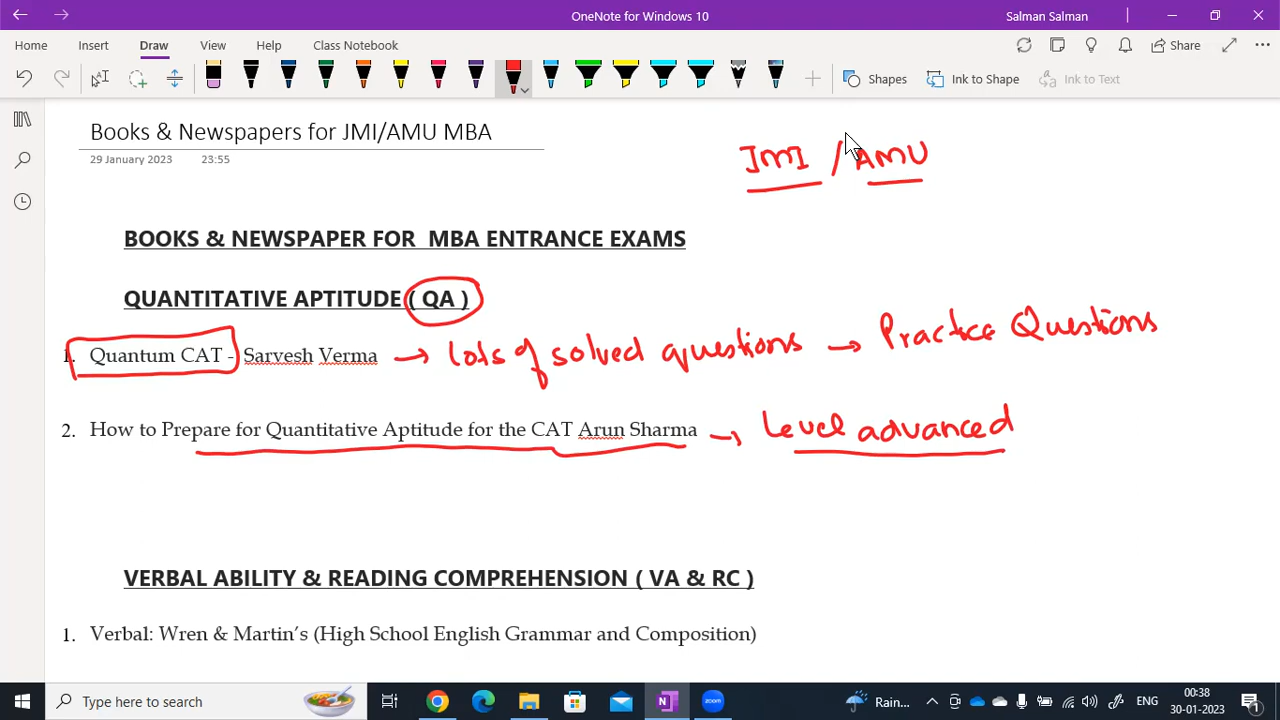 OneNote for Windows 10
Salman Salman
Home Insert Draw View Help Class Notebook Share
Shapes Ink to Shape Ink to Text
Books & Newspapers for JMI/AMU MBA
29 January 2023 23:55
JMI / AMU
BOOKS & NEWSPAPER FOR MBA ENTRANCE EXAMS
QUANTITATIVE APTITUDE ( QA )
1. Quantum CAT - Sarvesh Verma → lots of solved questions → Practice Questions
2. How to Prepare for Quantitative Aptitude for the CAT Arun Sharma → Level advanced
VERBAL ABILITY & READING COMPREHENSION ( VA & RC )
1. Verbal: Wren & Martin's (High School English Grammar and Composition)
Type here to search
zoom
Rain...
ENG
00:38
30-01-2023
1